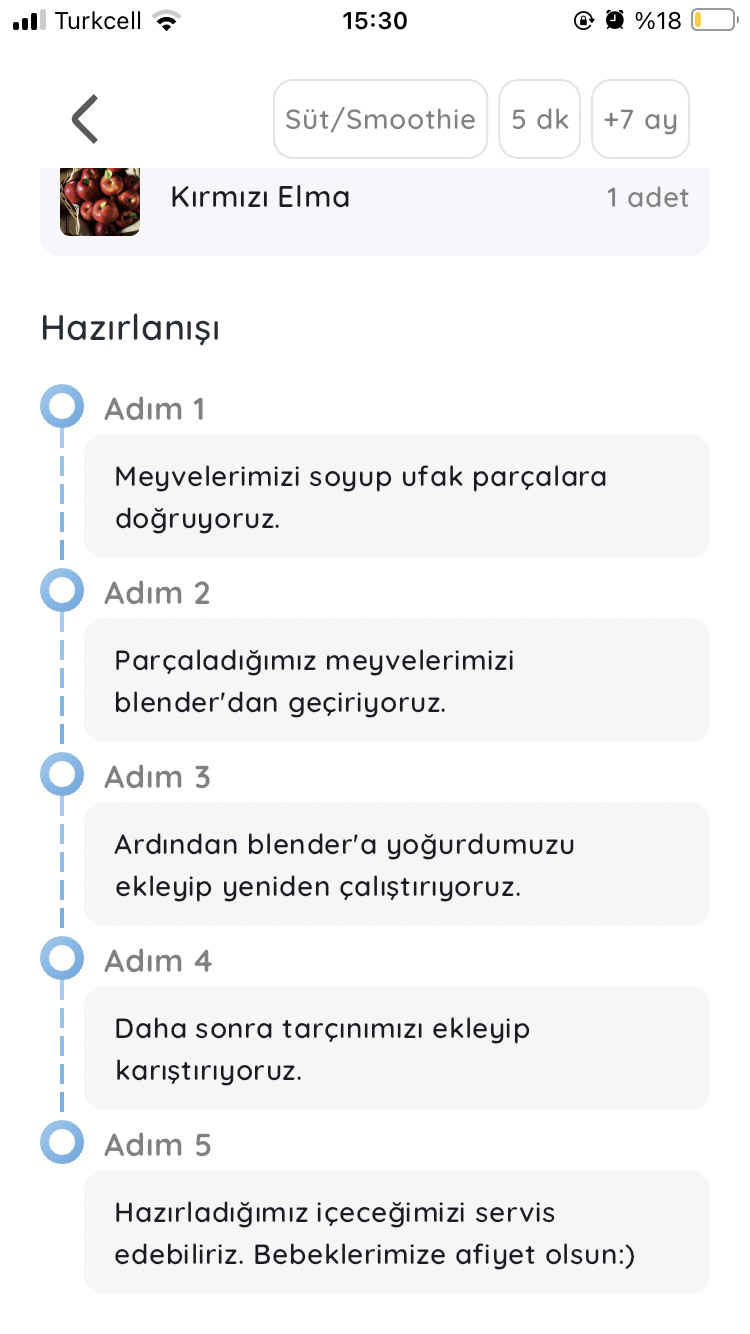 Turkcell 15:30 %18
Süt/Smoothie 5 dk +7 ay
Kırmızı Elma 1 adet
Hazırlanışı
Adım 1
Meyvelerimizi soyup ufak parçalara
doğruyoruz.
Adım 2
Parçaladığımız meyvelerimizi
blender'dan geçiriyoruz.
Adım 3
Ardından blender'a yoğurdumuzu
ekleyip yeniden çalıştırıyoruz.
Adım 4
Daha sonra tarçınımızı ekleyip
karıştırıyoruz.
Adım 5
Hazırladığımız içeceğimizi servis
edebiliriz. Bebeklerimize afiyet olsun:)